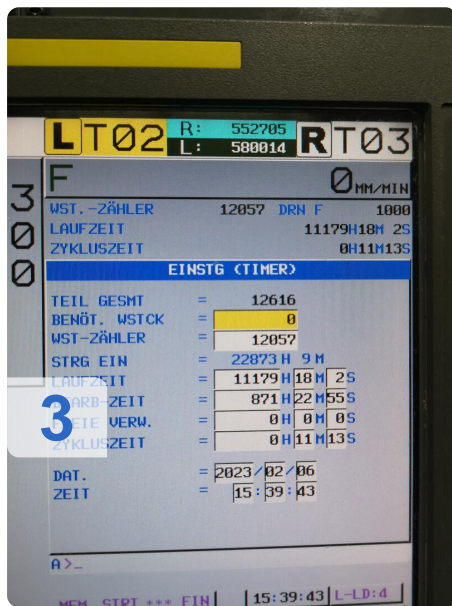 LT02 R: 552705 RT03
L: 580014
3
0
0
F 0 MM/MIN
WST.-ZÄHLER 12057 DRN F 1000
LAUFZEIT 11179H18M 2S
ZYKLUSZEIT 0H11M13S
EINSTG (TIMER)
TEIL GESMT = 12616
BENÖT. WSTCK = 0
WST-ZÄHLER = 12057
STRG EIN = 22873 H 9 M
LAUFZEIT = 11179 H 18 M 2 S
ARB-ZEIT = 871 H 22 M 55 S
EIE VERW. = 0 H 0 M 0 S
ZYKLUSZEIT = 0 H 11 M 13 S
3
DAT. = 2023/02/06
ZEIT = 15:39:43
A>_
MEM STRT *** FIN 15:39:43 L-LD:4